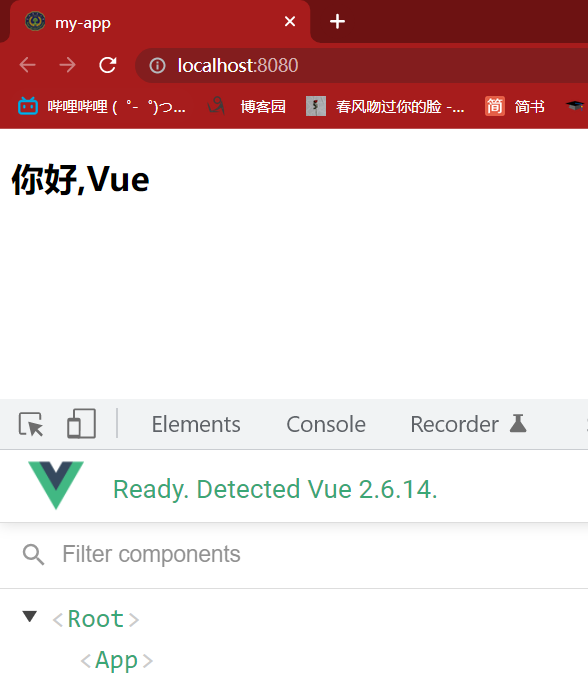 my-app
localhost:8080
哔哩哔哩 ( ゜- ゜)つ... 博客园 春风吻过你的脸 -... 简 简书
你好,Vue
Elements Console Recorder
Ready. Detected Vue 2.6.14.
Filter components
<Root>
<App>